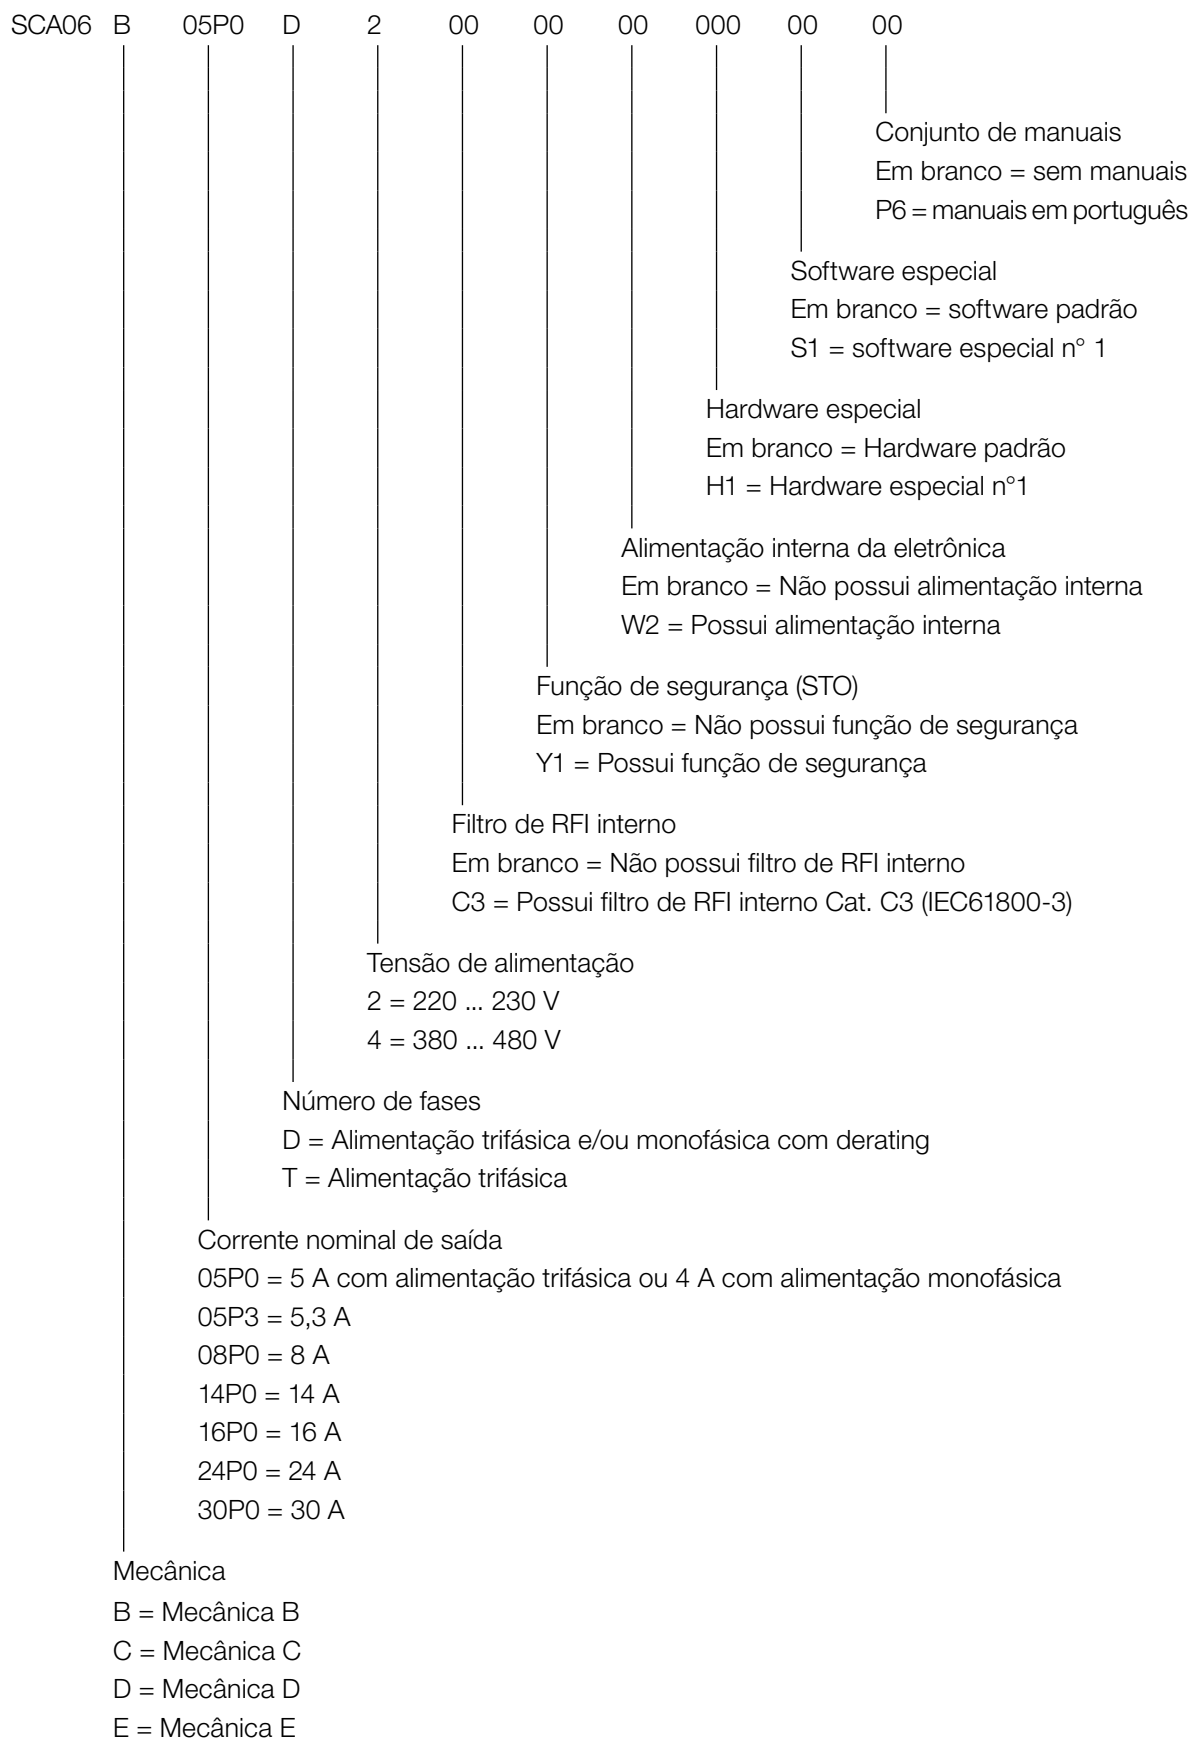 SCA06 B 05P0 D 2 00 00 00 000 00 00
Conjunto de manuais
Em branco = sem manuais
P6 = manuais em português
Software especial
Em branco = software padrão
S1 = software especial n° 1
Hardware especial
Em branco = Hardware padrão
H1 = Hardware especial n°1
Alimentação interna da eletrônica
Em branco = Não possui alimentação interna
W2 = Possui alimentação interna
Função de segurança (STO)
Em branco = Não possui função de segurança
Y1 = Possui função de segurança
Filtro de RFI interno
Em branco = Não possui filtro de RFI interno
C3 = Possui filtro de RFI interno Cat. C3 (IEC61800-3)
Tensão de alimentação
2 = 220 ... 230 V
4 = 380 ... 480 V
Número de fases
D = Alimentação trifásica e/ou monofásica com derating
T = Alimentação trifásica
Corrente nominal de saída
05P0 = 5 A com alimentação trifásica ou 4 A com alimentação monofásica
05P3 = 5,3 A
08P0 = 8 A
14P0 = 14 A
16P0 = 16 A
24P0 = 24 A
30P0 = 30 A
Mecânica
B = Mecânica B
C = Mecânica C
D = Mecânica D
E = Mecânica E